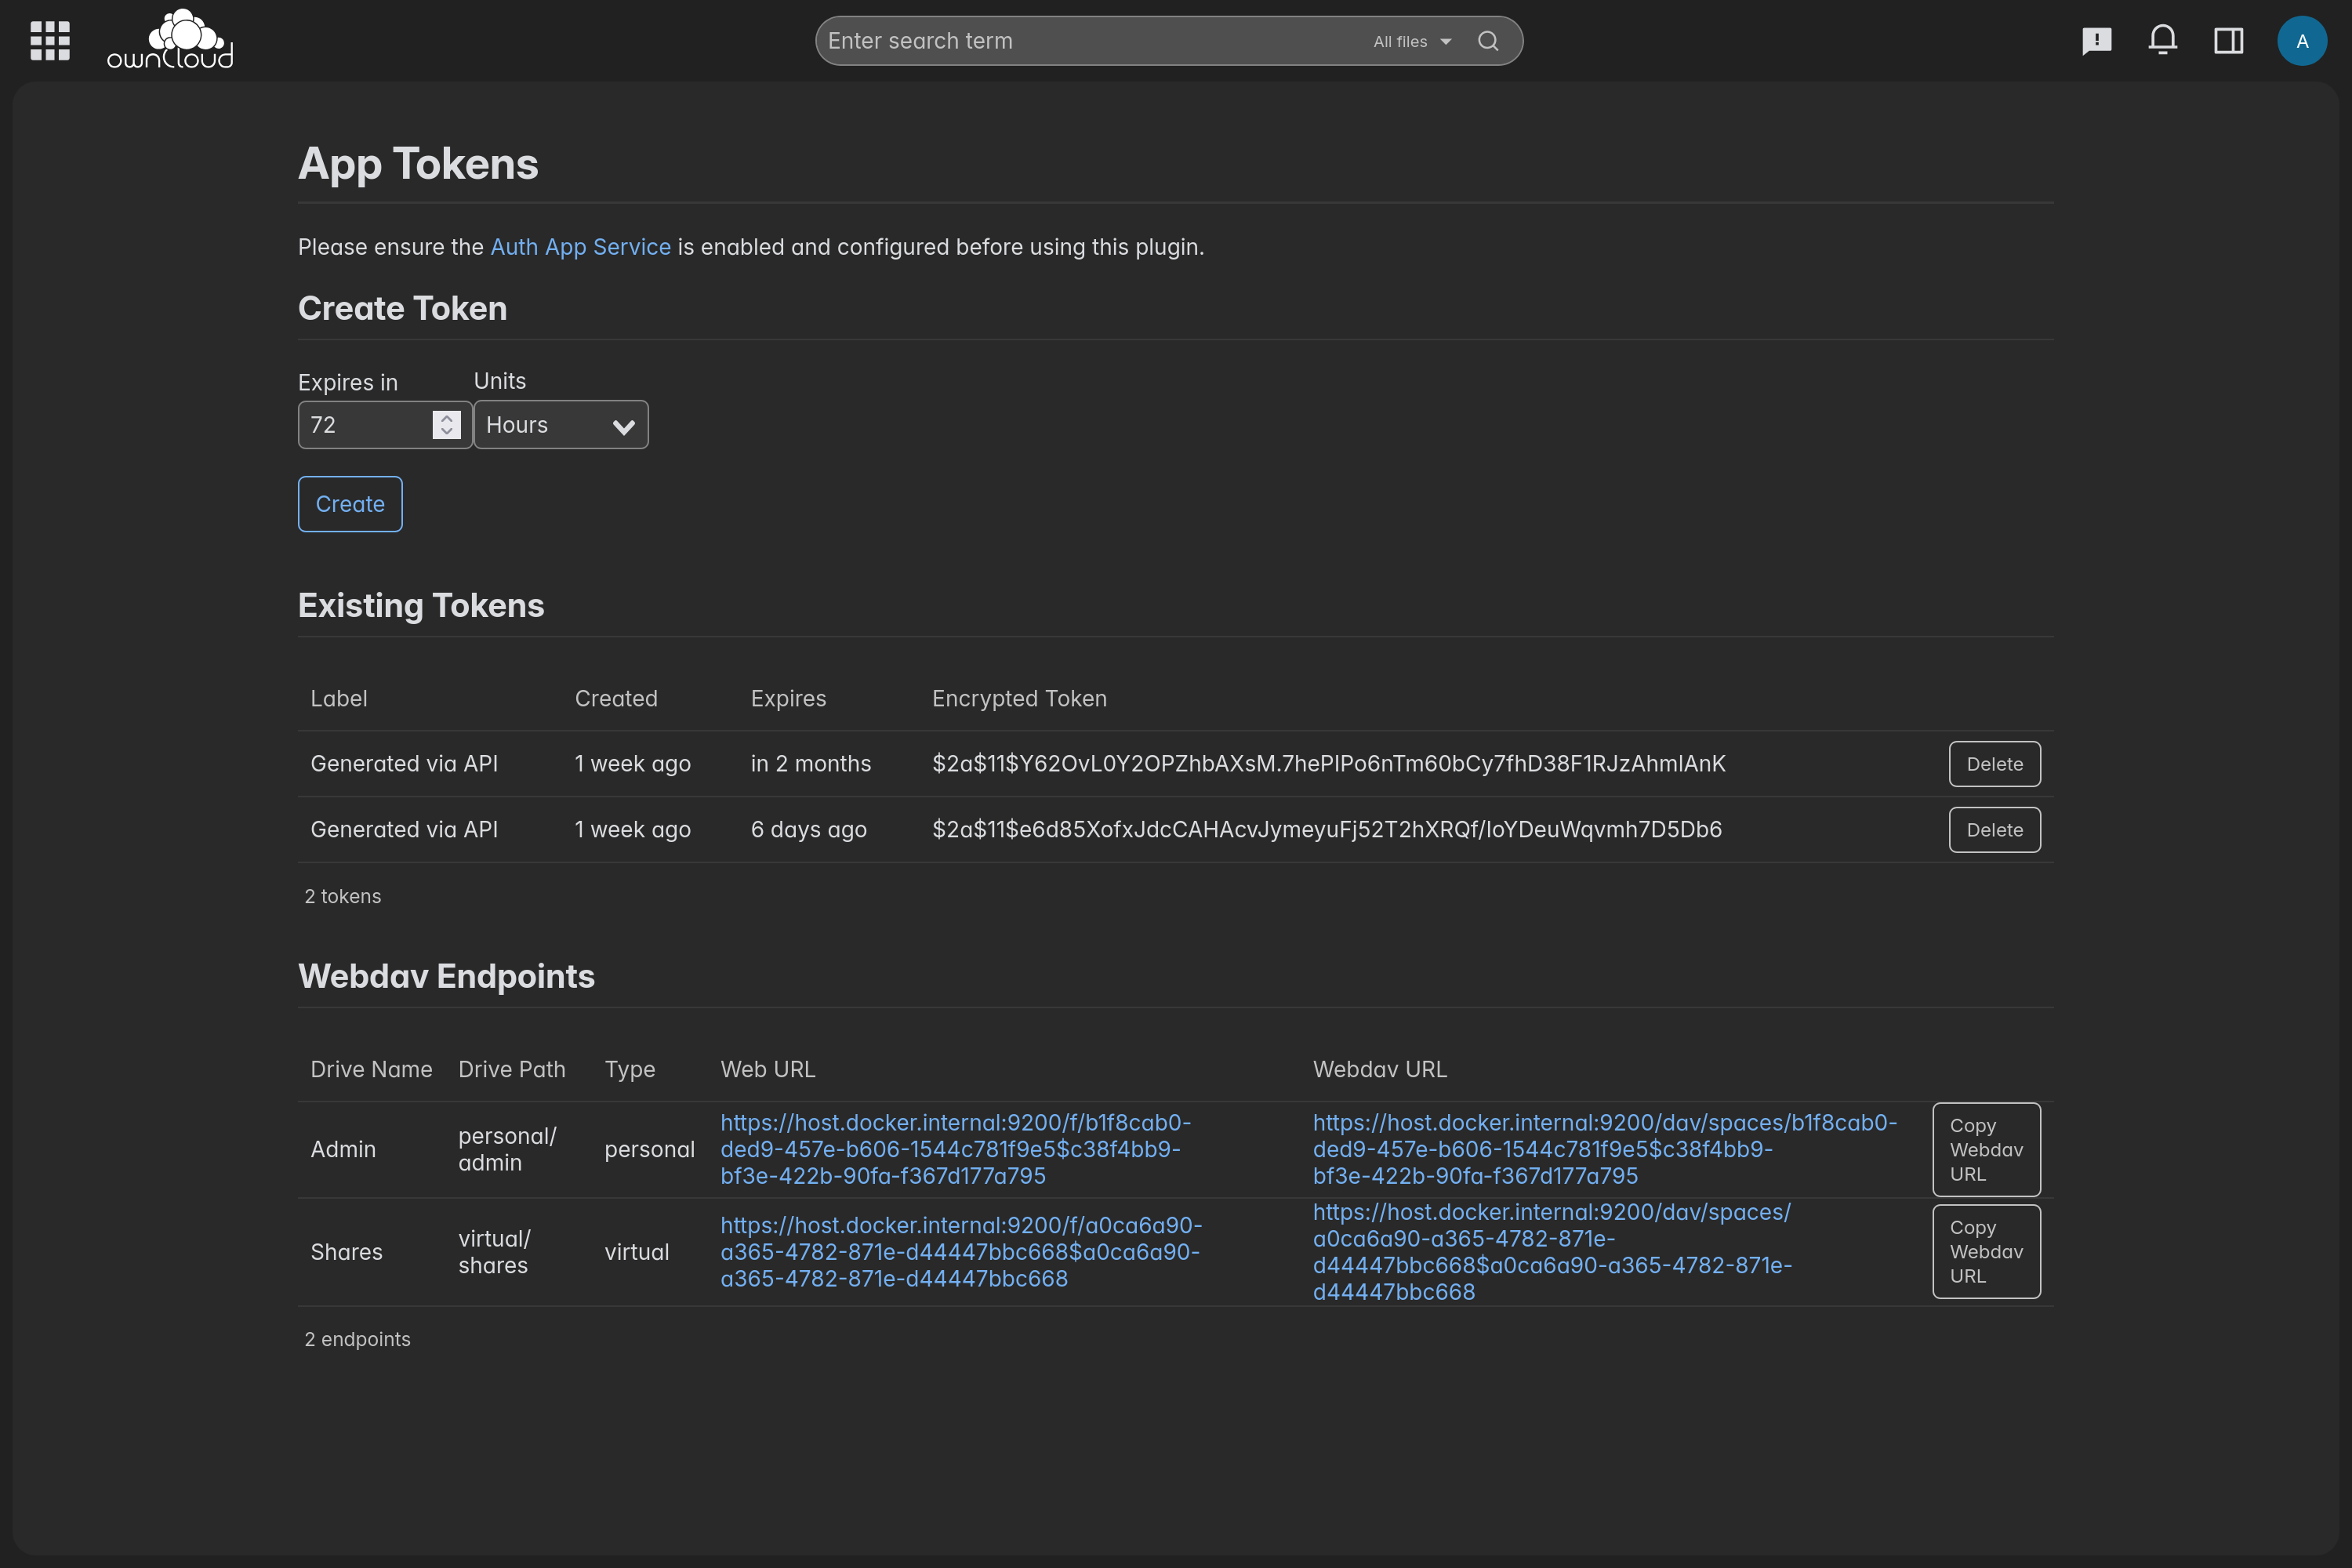 ownCloud
Enter search term
All files
A
App Tokens
Please ensure the Auth App Service is enabled and configured before using this plugin.
Create Token
Expires in
Units
72
Hours
Create
Existing Tokens
Label Created Expires Encrypted Token
Generated via API 1 week ago in 2 months $2a$11$Y62OvL0Y2OPZhbAXsM.7hePIPo6nTm60bCy7fhD38F1RJzAhmlAnK Delete
Generated via API 1 week ago 6 days ago $2a$11$e6d85XofxJdcCAHAcvJymeyuFj52T2hXRQf/IoYDeuWqvmh7D5Db6 Delete
2 tokens
Webdav Endpoints
Drive Name Drive Path Type Web URL Webdav URL
Admin
personal/
admin
personal
https://host.docker.internal:9200/f/b1f8cab0-
ded9-457e-b606-1544c781f9e5$c38f4bb9-
bf3e-422b-90fa-f367d177a795
https://host.docker.internal:9200/dav/spaces/b1f8cab0-
ded9-457e-b606-1544c781f9e5$c38f4bb9-
bf3e-422b-90fa-f367d177a795
Copy
Webdav
URL
Shares
virtual/
shares
virtual
https://host.docker.internal:9200/f/a0ca6a90-
a365-4782-871e-d44447bbc668$a0ca6a90-
a365-4782-871e-d44447bbc668
https://host.docker.internal:9200/dav/spaces/
a0ca6a90-a365-4782-871e-
d44447bbc668$a0ca6a90-a365-4782-871e-
d44447bbc668
Copy
Webdav
URL
2 endpoints